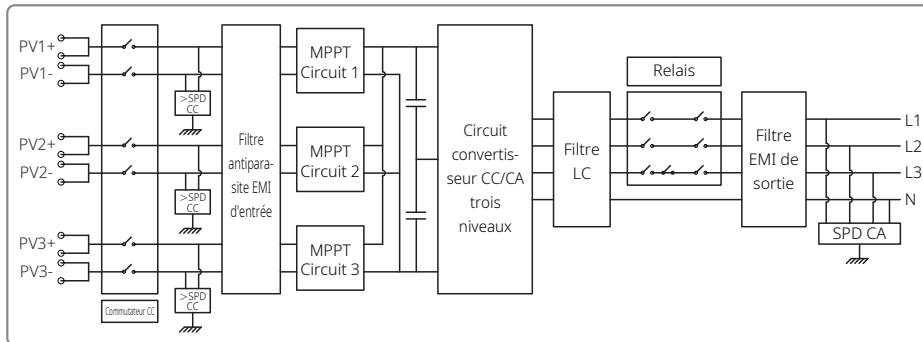 PV1+
PV1-
PV2+
PV2-
PV3+
PV3-
Commutateur CC
>SPD
CC
>SPD
CC
>SPD
CC
Filtre
antipara-
site EMI
d'entrée
MPPT
Circuit 1
MPPT
Circuit 2
MPPT
Circuit 3
Circuit
convertis-
seur CC/CA
trois
niveaux
Filtre
LC
Relais
Filtre
EMI de
sortie
L1
L2
L3
N
SPD CA